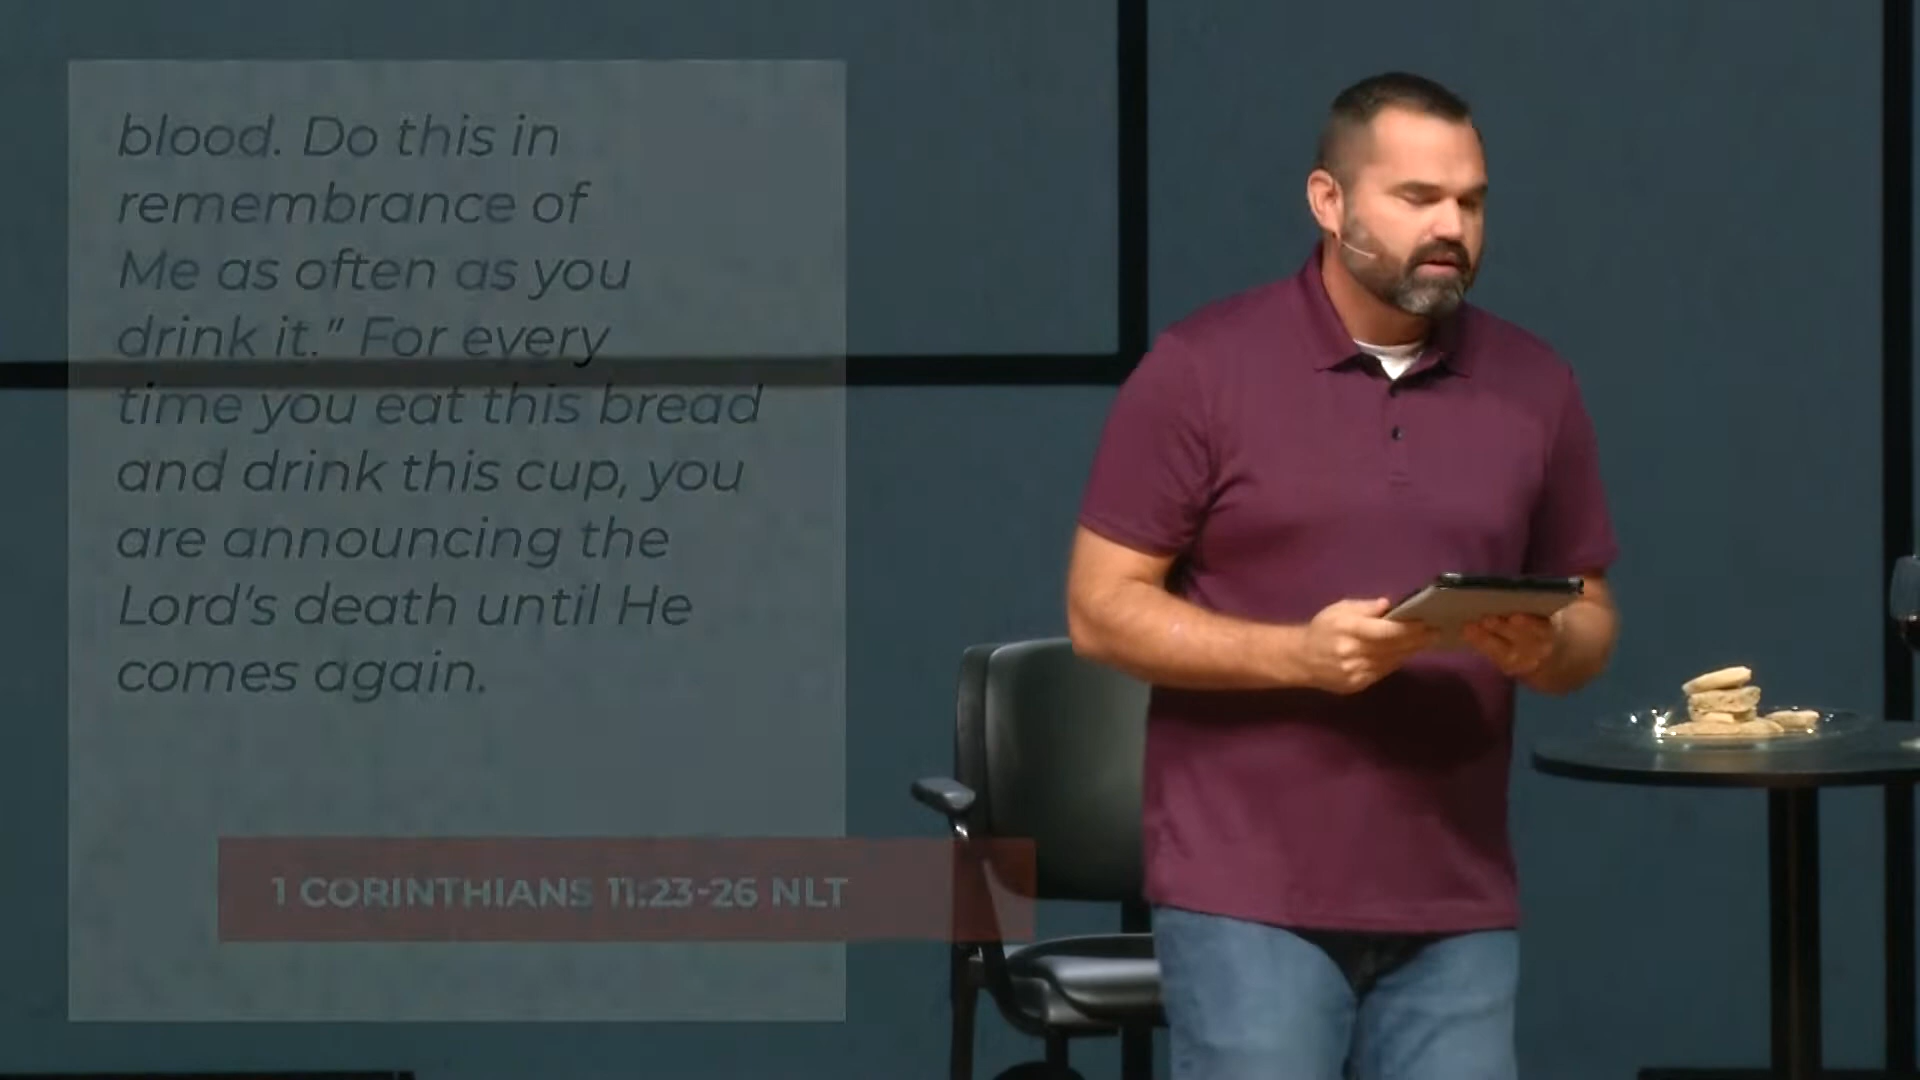 blood. Do this in
remembrance of
Me as often as you
drink it." For every
time you eat this bread
and drink this cup, you
are announcing the
Lord's death until He
comes again.
1 CORINTHIANS 11:23-26 NLT